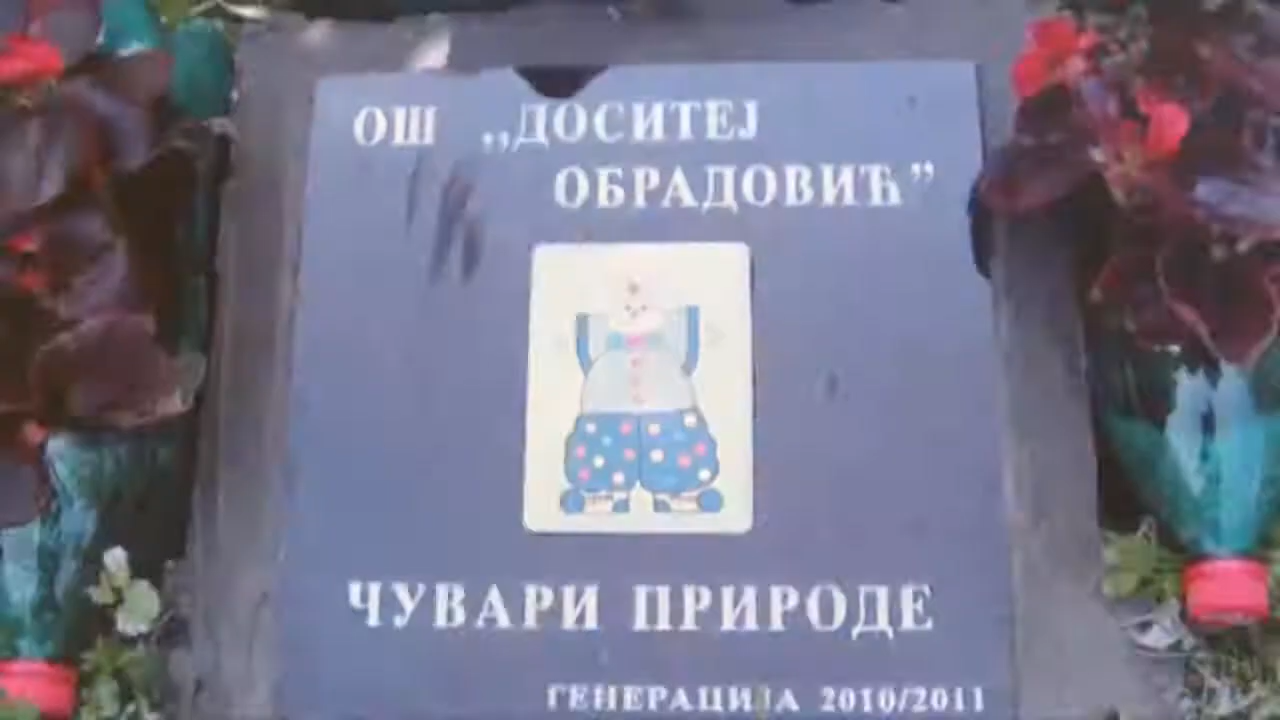 ОШ ,,ДОСИТЕЈ
ОБРАДОВИЋ”
ЧУВАРИ ПРИРОДЕ
ГЕНЕРАЦИЈА 2010/2011